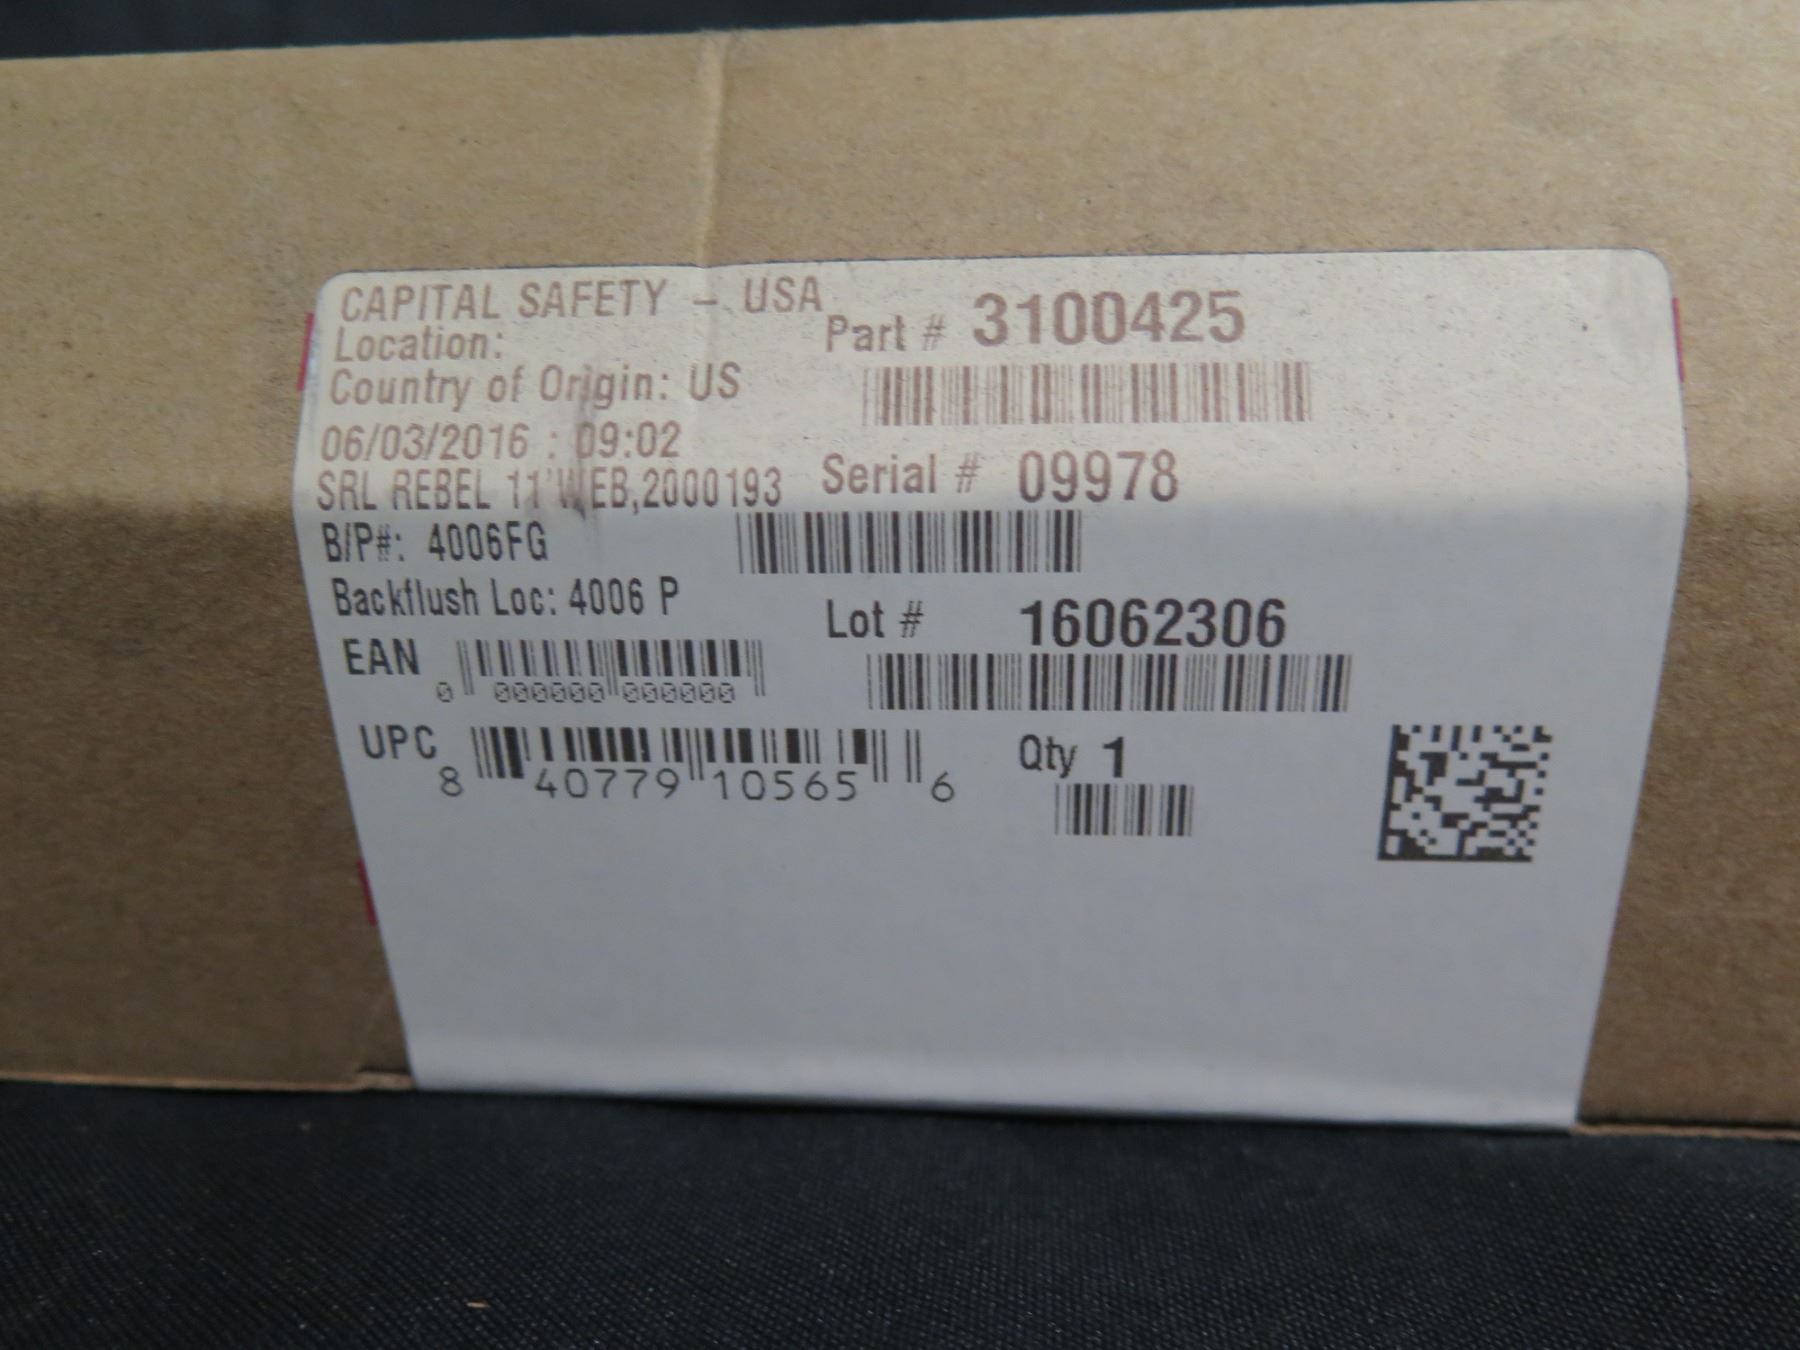 CAPITAL SAFETY - USA
Location:
Country of Origin: US
06/03/2016 : 09:02
SRL REBEL 11'WEB,2000193
B/P#: 4006FG
Backflush Loc: 4006 P
EAN
0 000000 000000
UPC
8 40779 10565 6
Part # 3100425
Serial # 09978
Lot # 16062306
Qty 1